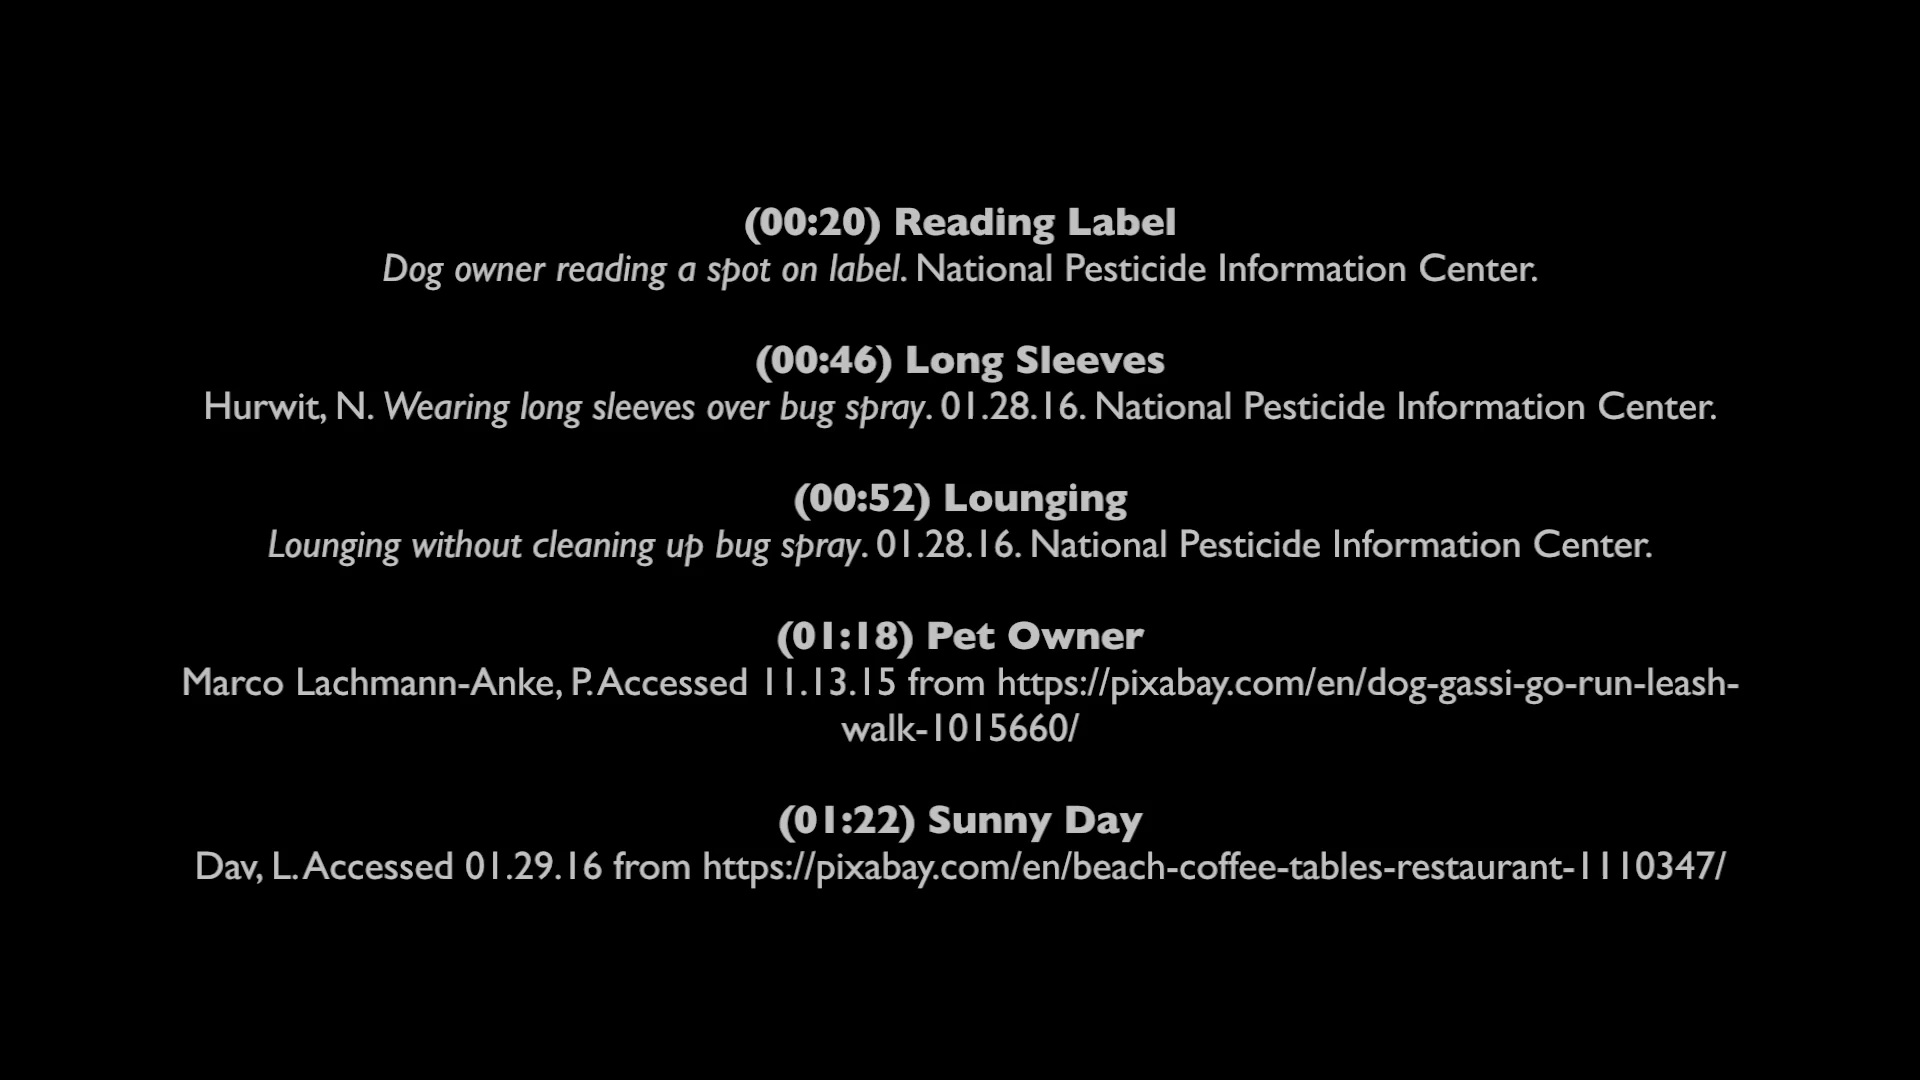 (00:20) Reading Label
Dog owner reading a spot on label. National Pesticide Information Center.
(00:46) Long Sleeves
Hurwit, N. Wearing long sleeves over bug spray. 01.28.16. National Pesticide Information Center.
(00:52) Lounging
Lounging without cleaning up bug spray. 01.28.16. National Pesticide Information Center.
(01:18) Pet Owner
Marco Lachmann-Anke, P. Accessed 11.13.15 from https://pixabay.com/en/dog-gassi-go-run-leash-
walk-1015660/
(01:22) Sunny Day
Dav, L. Accessed 01.29.16 from https://pixabay.com/en/beach-coffee-tables-restaurant-1110347/